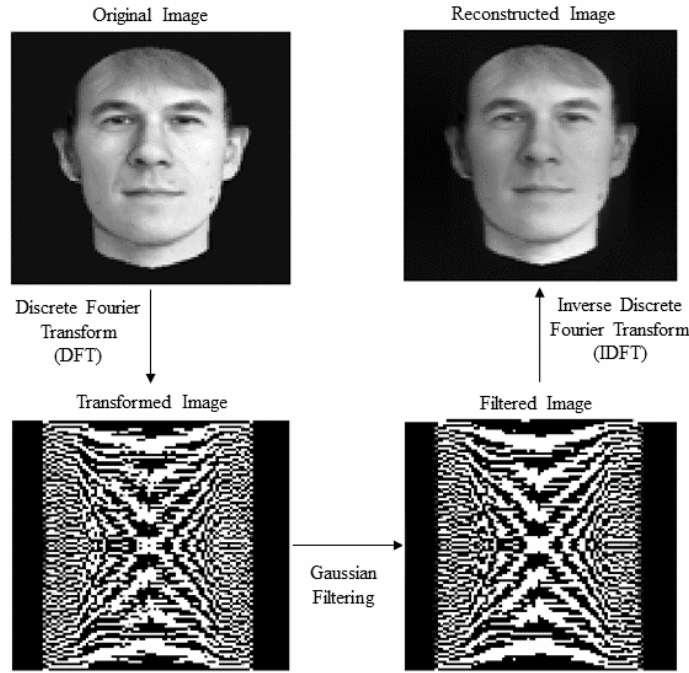 Original Image
Reconstructed Image
Discrete Fourier
Transform
(DFT)
Inverse Discrete
Fourier Transform
(IDFT)
Transformed Image
Filtered Image
Gaussian
Filtering